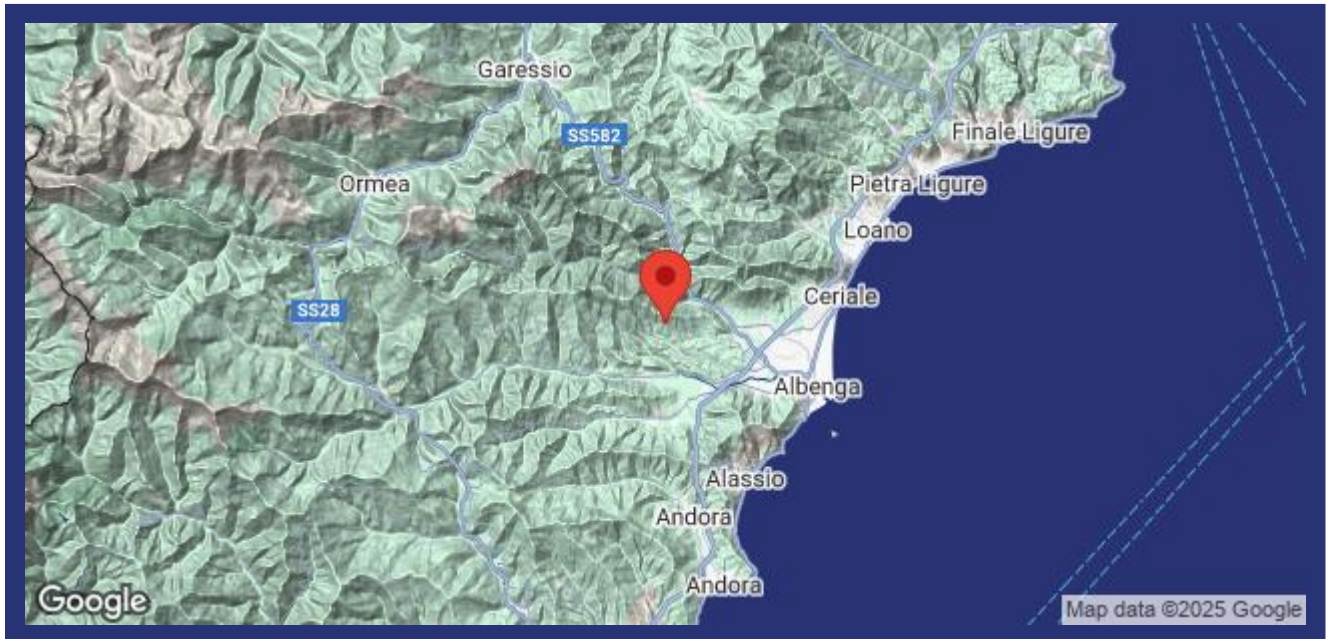 Garessio
SS582
Finale Ligure
Ormea
Pietra Ligure
Loano
Ceriale
SS28
Albenga
Alassio
Andora
Andora
Google
Map data ©2025 Google